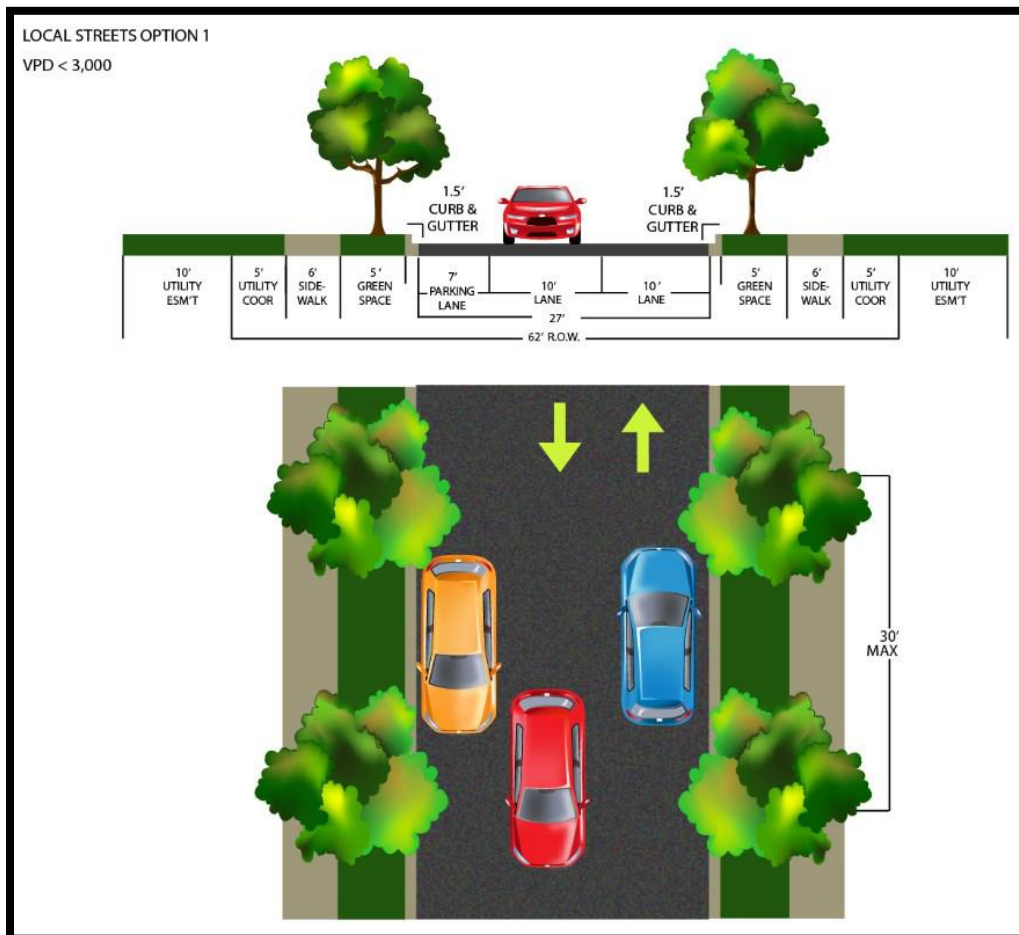 LOCAL STREETS OPTION 1
VPD < 3,000
1.5'
CURB &
GUTTER
1.5'
CURB &
GUTTER
10'
UTILITY
ESM'T
5'
UTILITY
COOR
6'
SIDE-
WALK
5'
GREEN
SPACE
7'
PARKING
LANE
10'
LANE
10'
LANE
5'
GREEN
SPACE
6'
SIDE-
WALK
5'
UTILITY
COOR
10'
UTILITY
ESM'T
27'
62' R.O.W.
30'
MAX